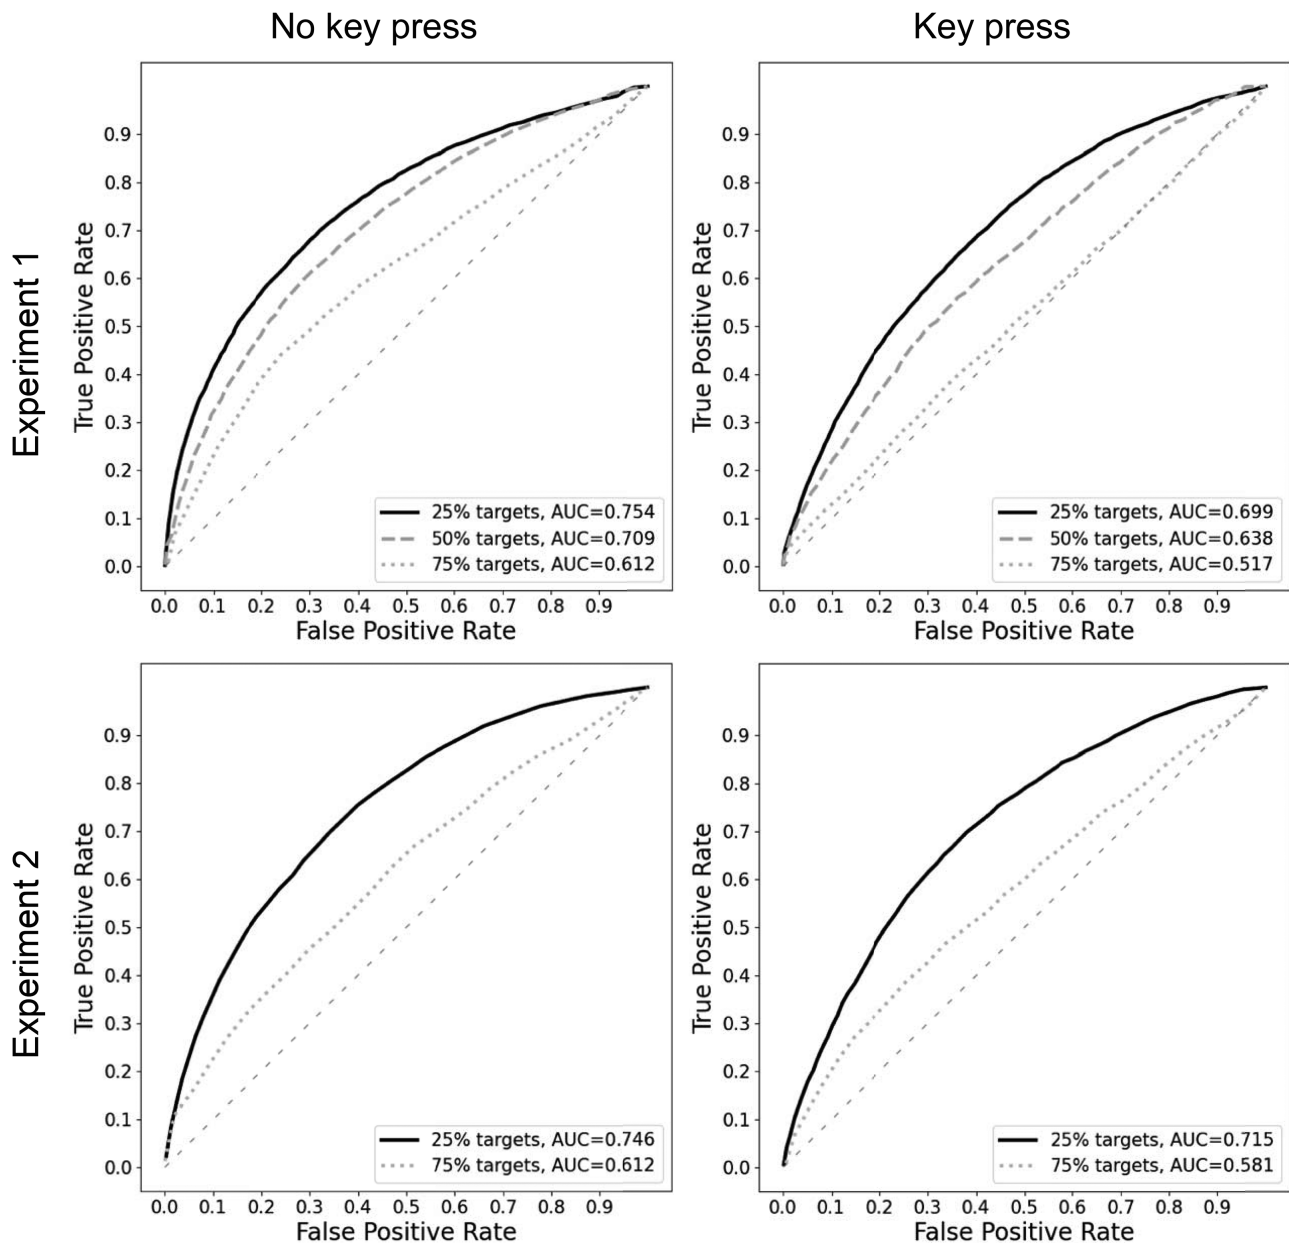 No key press
Key press
Experiment 1
True Positive Rate
0.9
0.8
0.7
0.6
0.5
0.4
0.3
0.2
0.1
0.0
25% targets, AUC=0.754
50% targets, AUC=0.709
75% targets, AUC=0.612
0.0 0.1 0.2 0.3 0.4 0.5 0.6 0.7 0.8 0.9
False Positive Rate
True Positive Rate
0.9
0.8
0.7
0.6
0.5
0.4
0.3
0.2
0.1
0.0
25% targets, AUC=0.699
50% targets, AUC=0.638
75% targets, AUC=0.517
0.0 0.1 0.2 0.3 0.4 0.5 0.6 0.7 0.8 0.9
False Positive Rate
Experiment 2
True Positive Rate
0.9
0.8
0.7
0.6
0.5
0.4
0.3
0.2
0.1
0.0
25% targets, AUC=0.746
75% targets, AUC=0.612
0.0 0.1 0.2 0.3 0.4 0.5 0.6 0.7 0.8 0.9
False Positive Rate
True Positive Rate
0.9
0.8
0.7
0.6
0.5
0.4
0.3
0.2
0.1
0.0
25% targets, AUC=0.715
75% targets, AUC=0.581
0.0 0.1 0.2 0.3 0.4 0.5 0.6 0.7 0.8 0.9
False Positive Rate